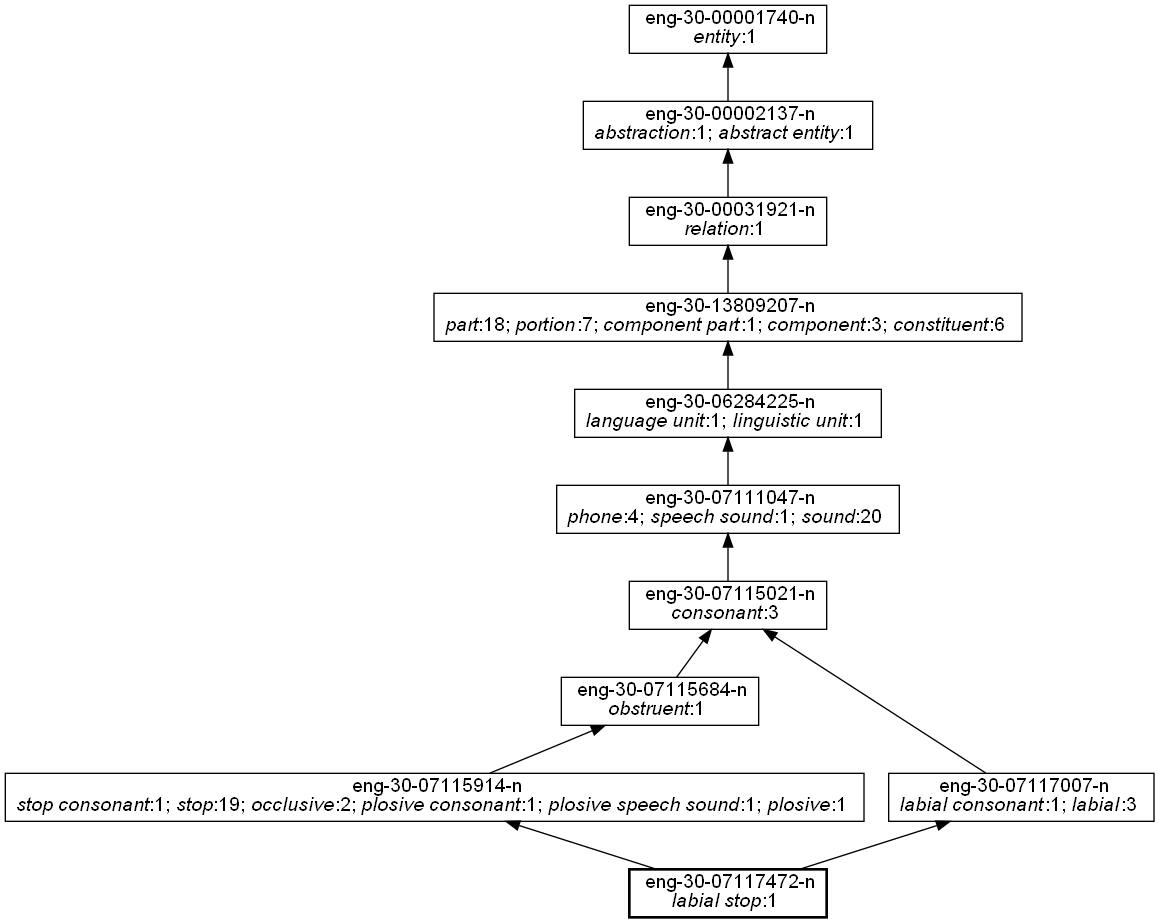 eng-30-00001740-n
entity:1
eng-30-00002137-n
abstraction:1; abstract entity:1
eng-30-00031921-n
relation:1
eng-30-13809207-n
part:18; portion:7; component part:1; component:3; constituent:6
eng-30-06284225-n
language unit:1; linguistic unit:1
eng-30-07111047-n
phone:4; speech sound:1; sound:20
eng-30-07115021-n
consonant:3
eng-30-07115684-n
obstruent:1
eng-30-07115914-n
stop consonant:1; stop:19; occlusive:2; plosive consonant:1; plosive speech sound:1; plosive:1
eng-30-07117007-n
labial consonant:1; labial:3
eng-30-07117472-n
labial stop:1